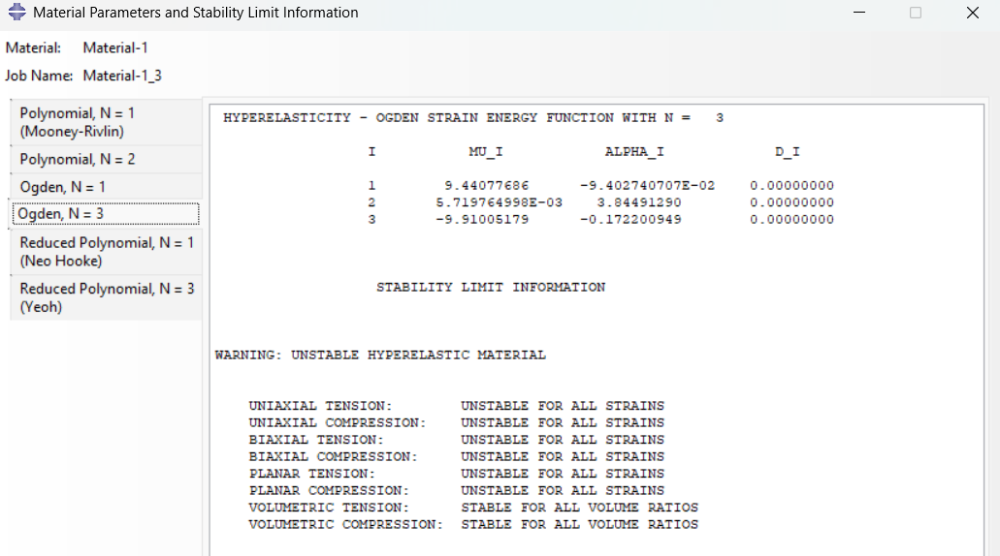 Material Parameters and Stability Limit Information
Material: Material-1
Job Name: Material-1_3
Polynomial, N = 1
(Mooney-Rivlin)
Polynomial, N = 2
Ogden, N = 1
Ogden, N = 3
Reduced Polynomial, N = 1
(Neo Hooke)
Reduced Polynomial, N = 3
(Yeoh)
HYPERELASTICITY - OGDEN STRAIN ENERGY FUNCTION WITH N = 3
I MU_I ALPHA_I D_I
1 9.44077686 -9.402740707E-02 0.00000000
2 5.719764998E-03 3.84491290 0.00000000
3 -9.91005179 -0.172200949 0.00000000
STABILITY LIMIT INFORMATION
WARNING: UNSTABLE HYPERELASTIC MATERIAL
UNIAXIAL TENSION: UNSTABLE FOR ALL STRAINS
UNIAXIAL COMPRESSION: UNSTABLE FOR ALL STRAINS
BIAXIAL TENSION: UNSTABLE FOR ALL STRAINS
BIAXIAL COMPRESSION: UNSTABLE FOR ALL STRAINS
PLANAR TENSION: UNSTABLE FOR ALL STRAINS
PLANAR COMPRESSION: UNSTABLE FOR ALL STRAINS
VOLUMETRIC TENSION: STABLE FOR ALL VOLUME RATIOS
VOLUMETRIC COMPRESSION: STABLE FOR ALL VOLUME RATIOS